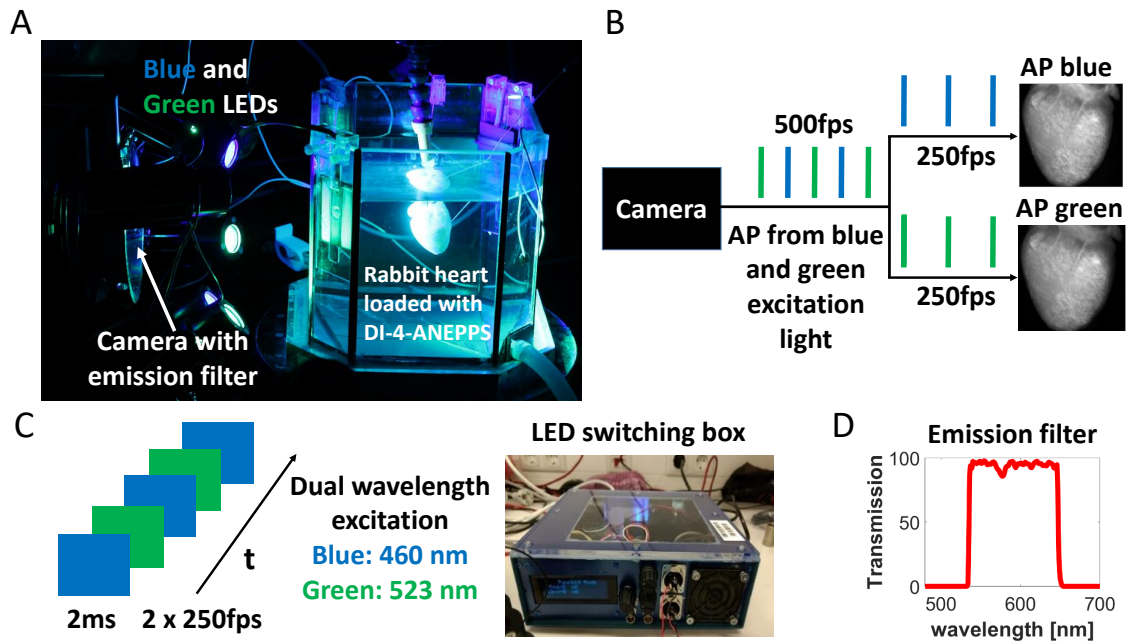 A
Blue and
Green LEDs
Rabbit heart
loaded with
DI-4-ANEPPS
Camera with
emission filter
B
Camera
500fps
AP from blue
and green
excitation
light
250fps
AP blue
250fps
AP green
C
2ms
2 x 250fps
t
Dual wavelength
excitation
Blue: 460 nm
Green: 523 nm
LED switching box
D
Emission filter
Transmission
100
50
0
500
600
700
wavelength [nm]